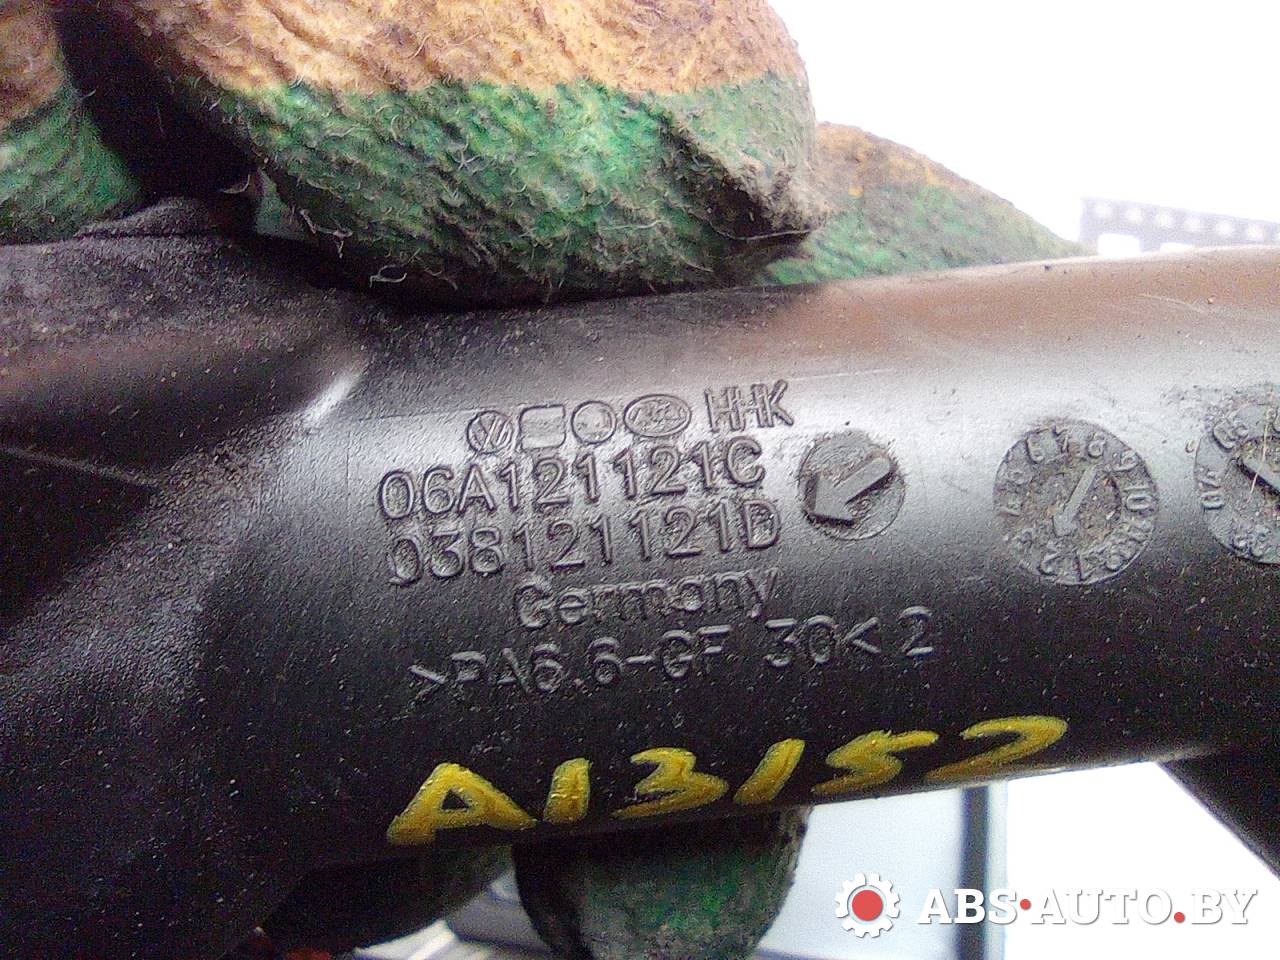 HHK
06A121121C
038121121D
Germany
>PA6.6-GF 30< 2
A13152
ABS•AUTO.BY